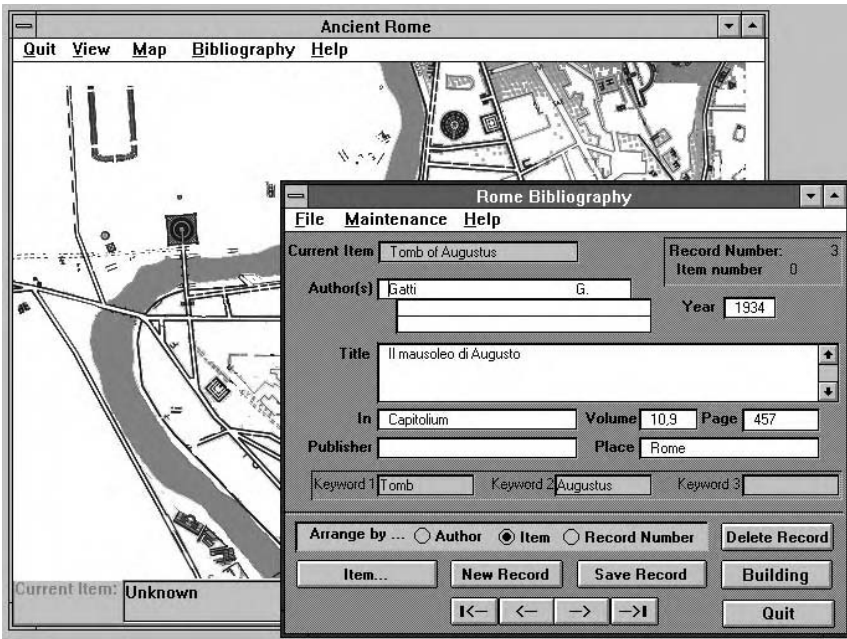 Ancient Rome
Quit View Map Bibliography Help
Rome Bibliography
File Maintenance Help
Current Item Tomb of Augustus
Record Number: 3
Item number 0
Author(s) Gatti G.
Year 1934
Title Il mausoleo di Augusto
In Capitolium Volume 10,9 Page 457
Publisher Place Rome
Keyword 1 Tomb Keyword 2 Augustus Keyword 3
Arrange by ... Author Item Record Number Delete Record
Item... New Record Save Record Building
I<– <– –> –>I Quit
Current Item: Unknown